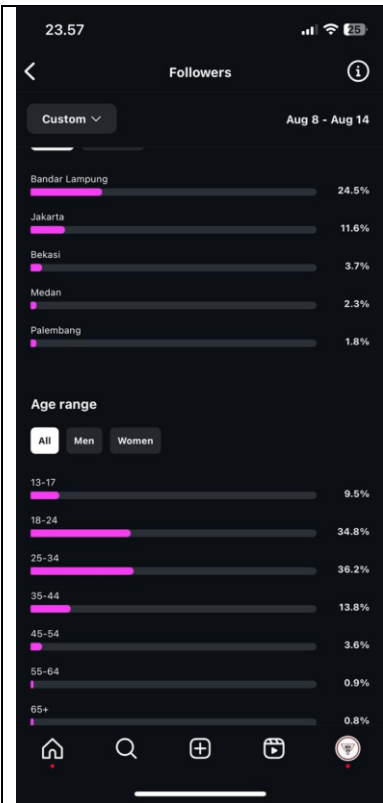 23.57
25
Followers
Custom
Aug 8 - Aug 14
Bandar Lampung
24.5%
Jakarta
11.6%
Bekasi
3.7%
Medan
2.3%
Palembang
1.8%
Age range
All Men Women
13-17
9.5%
18-24
34.8%
25-34
36.2%
35-44
13.8%
45-54
3.6%
55-64
0.9%
65+
0.8%